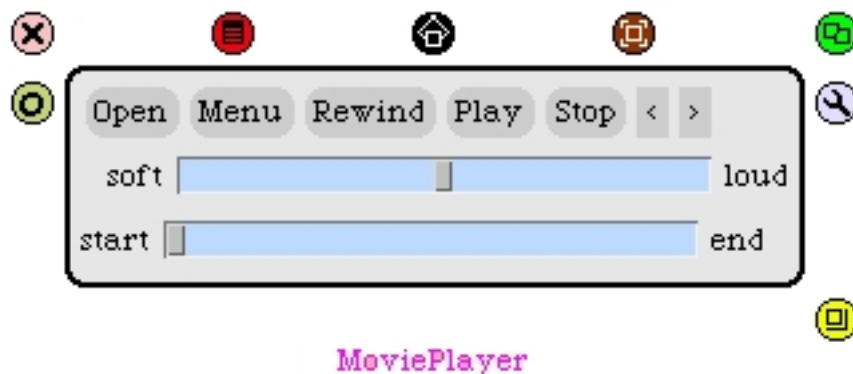 Open Menu Rewind Play Stop < >
soft loud
start end
MoviePlayer